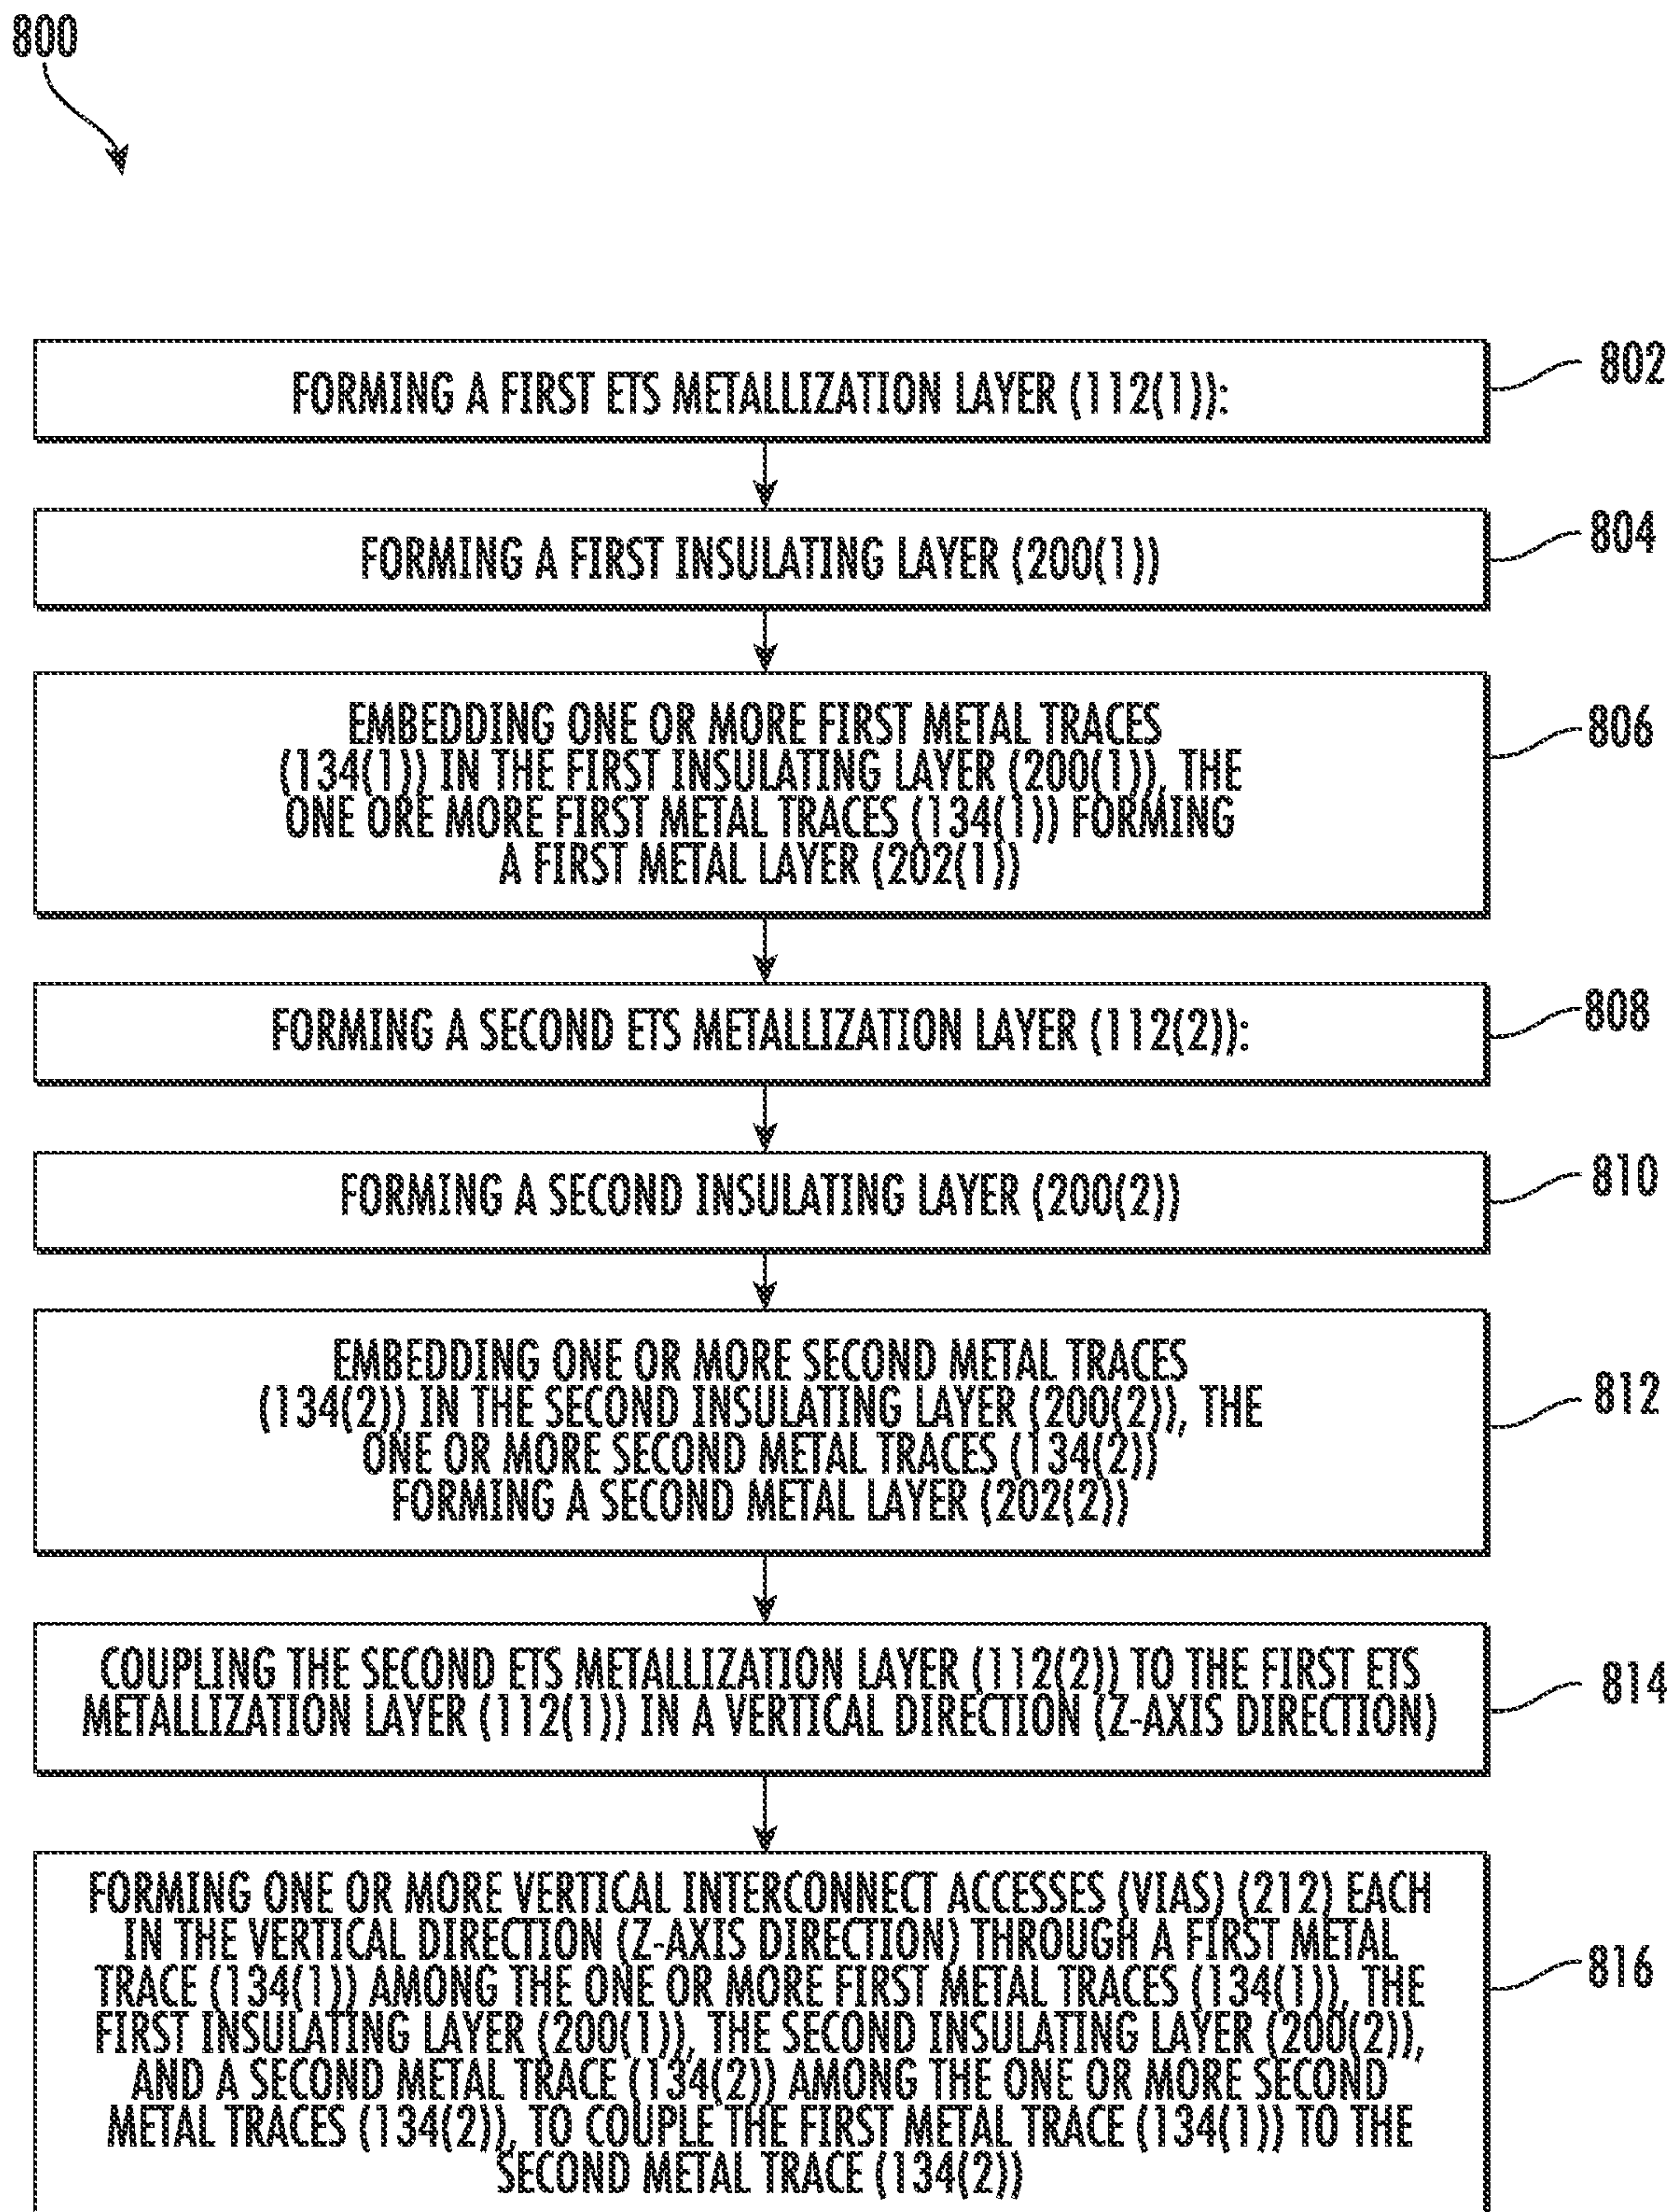 800
FORMING A FIRST ETS METALLIZATION LAYER (112(1)):
802
FORMING A FIRST INSULATING LAYER (200(1))
804
EMBEDDING ONE OR MORE FIRST METAL TRACES
(134(1)) IN THE FIRST INSULATING LAYER (200(1)), THE
ONE ORE MORE FIRST METAL TRACES (134(1)) FORMING
A FIRST METAL LAYER (202(1))
806
FORMING A SECOND ETS METALLIZATION LAYER (112(2)):
808
FORMING A SECOND INSULATING LAYER (200(2))
810
EMBEDDING ONE OR MORE SECOND METAL TRACES
(134(2)) IN THE SECOND INSULATING LAYER (200(2)), THE
ONE OR MORE SECOND METAL TRACES (134(2))
FORMING A SECOND METAL LAYER (202(2))
812
COUPLING THE SECOND ETS METALLIZATION LAYER (112(2)) TO THE FIRST ETS
METALLIZATION LAYER (112(1)) IN A VERTICAL DIRECTION (Z-AXIS DIRECTION)
814
FORMING ONE OR MORE VERTICAL INTERCONNECT ACCESSES (VIAS) (212) EACH
IN THE VERTICAL DIRECTION (Z-AXIS DIRECTION) THROUGH A FIRST METAL
TRACE (134(1)) AMONG THE ONE OR MORE FIRST METAL TRACES (134(1)), THE
FIRST INSULATING LAYER (200(1)), THE SECOND INSULATING LAYER (200(2)),
AND A SECOND METAL TRACE (134(2)) AMONG THE ONE OR MORE SECOND
METAL TRACES (134(2)), TO COUPLE THE FIRST METAL TRACE (134(1)) TO THE
SECOND METAL TRACE (134(2))
816